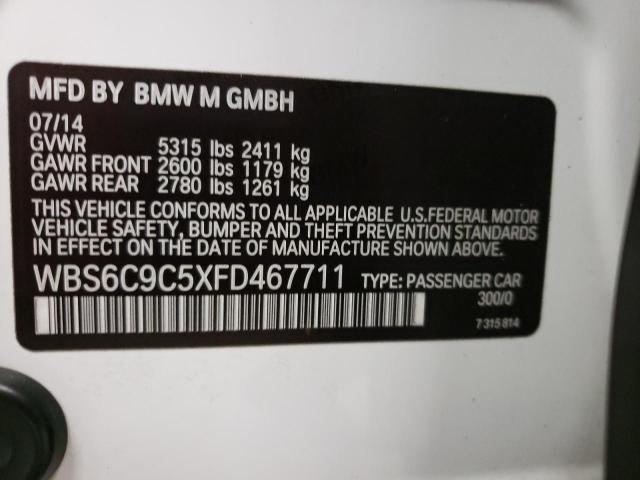 MFD BY BMW M GMBH
07/14
GVWR 5315 lbs 2411 kg
GAWR FRONT 2600 lbs 1179 kg
GAWR REAR 2780 lbs 1261 kg
THIS VEHICLE CONFORMS TO ALL APPLICABLE U.S.FEDERAL MOTOR
VEHICLE SAFETY, BUMPER AND THEFT PREVENTION STANDARDS
IN EFFECT ON THE DATE OF MANUFACTURE SHOWN ABOVE.
WBS6C9C5XFD467711 TYPE: PASSENGER CAR
300/0
7 315 814